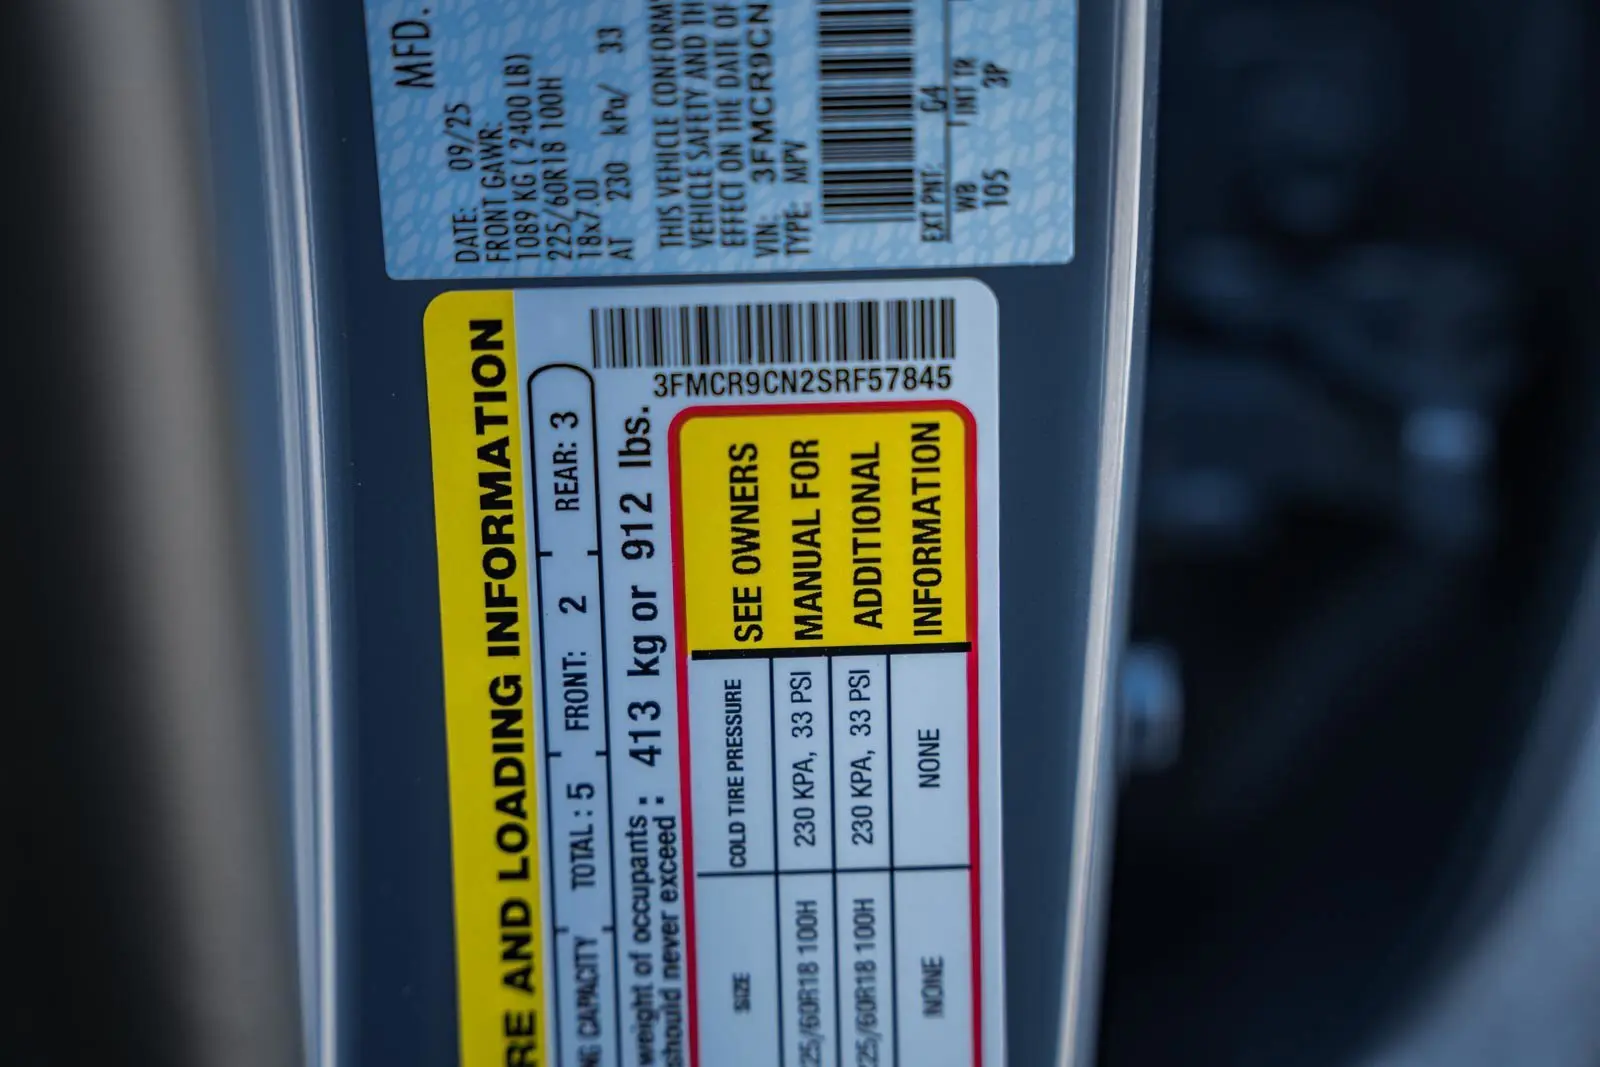 MFD.
DATE: 09/25
FRONT GAWR:
1089 KG ( 2400 LB)
225/60R18 100H
18x7.0J
AT 230 kPa/ 33
THIS VEHICLE CONFORM
VEHICLE SAFETY AND TH
EFFECT ON THE DATE OF
VIN: 3FMCR9CN
TYPE: MPV
EXT PNT: G4
WB INT TR
105 3P
RE AND LOADING INFORMATION
NG CAPACITY TOTAL : 5 FRONT: 2 REAR: 3
weight of occupants : 413 kg or 912 lbs.
should never exceed :
3FMCR9CN2SRF57845
SIZE COLD TIRE PRESSURE
25/60R18 100H 230 KPA, 33 PSI
25/60R18 100H 230 KPA, 33 PSI
NONE NONE
SEE OWNERS
MANUAL FOR
ADDITIONAL
INFORMATION